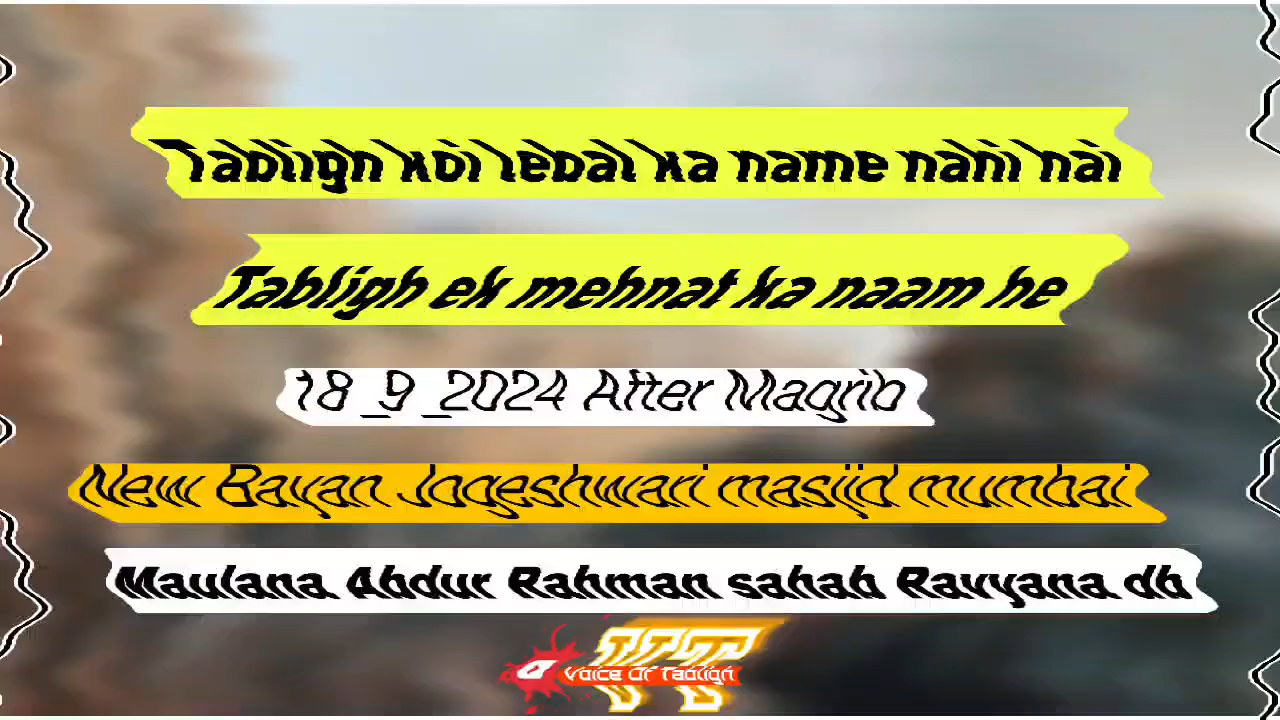 Tabligh koi lebal ka name nahi hai
Tabligh ek mehnat ka naam he
18_9_2024 After Magrib
New Bayan Jogeshwari masjid mumbai
Maulana Abdur Rahman sahab Ravyana db
Voice Of Tabligh